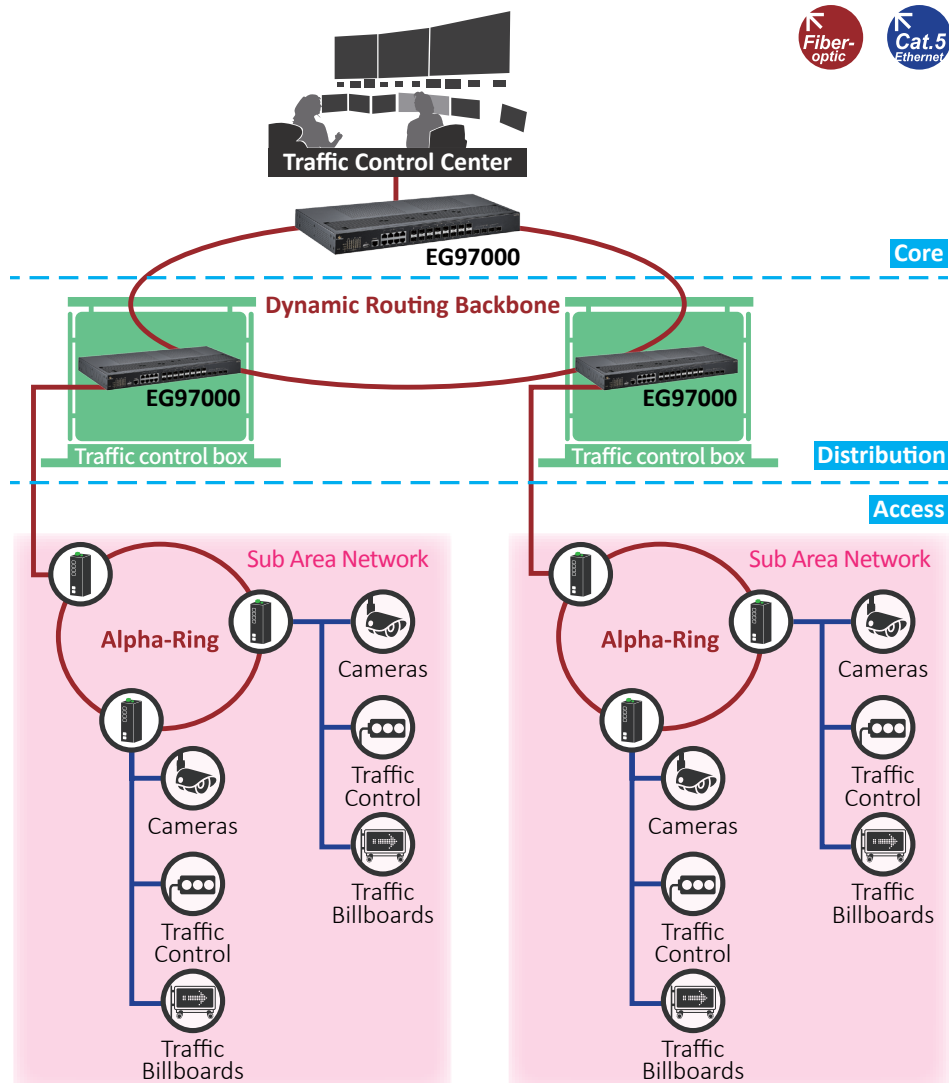 Fiber-
optic
Cat.5
Ethernet
Traffic Control Center
EG97000
Core
Dynamic Routing Backbone
EG97000
EG97000
Traffic control box
Traffic control box
Distribution
Access
Sub Area Network
Alpha-Ring
Cameras
Traffic
Control
Traffic
Billboards
Cameras
Traffic
Control
Traffic
Billboards
Sub Area Network
Alpha-Ring
Cameras
Traffic
Control
Traffic
Billboards
Cameras
Traffic
Control
Traffic
Billboards